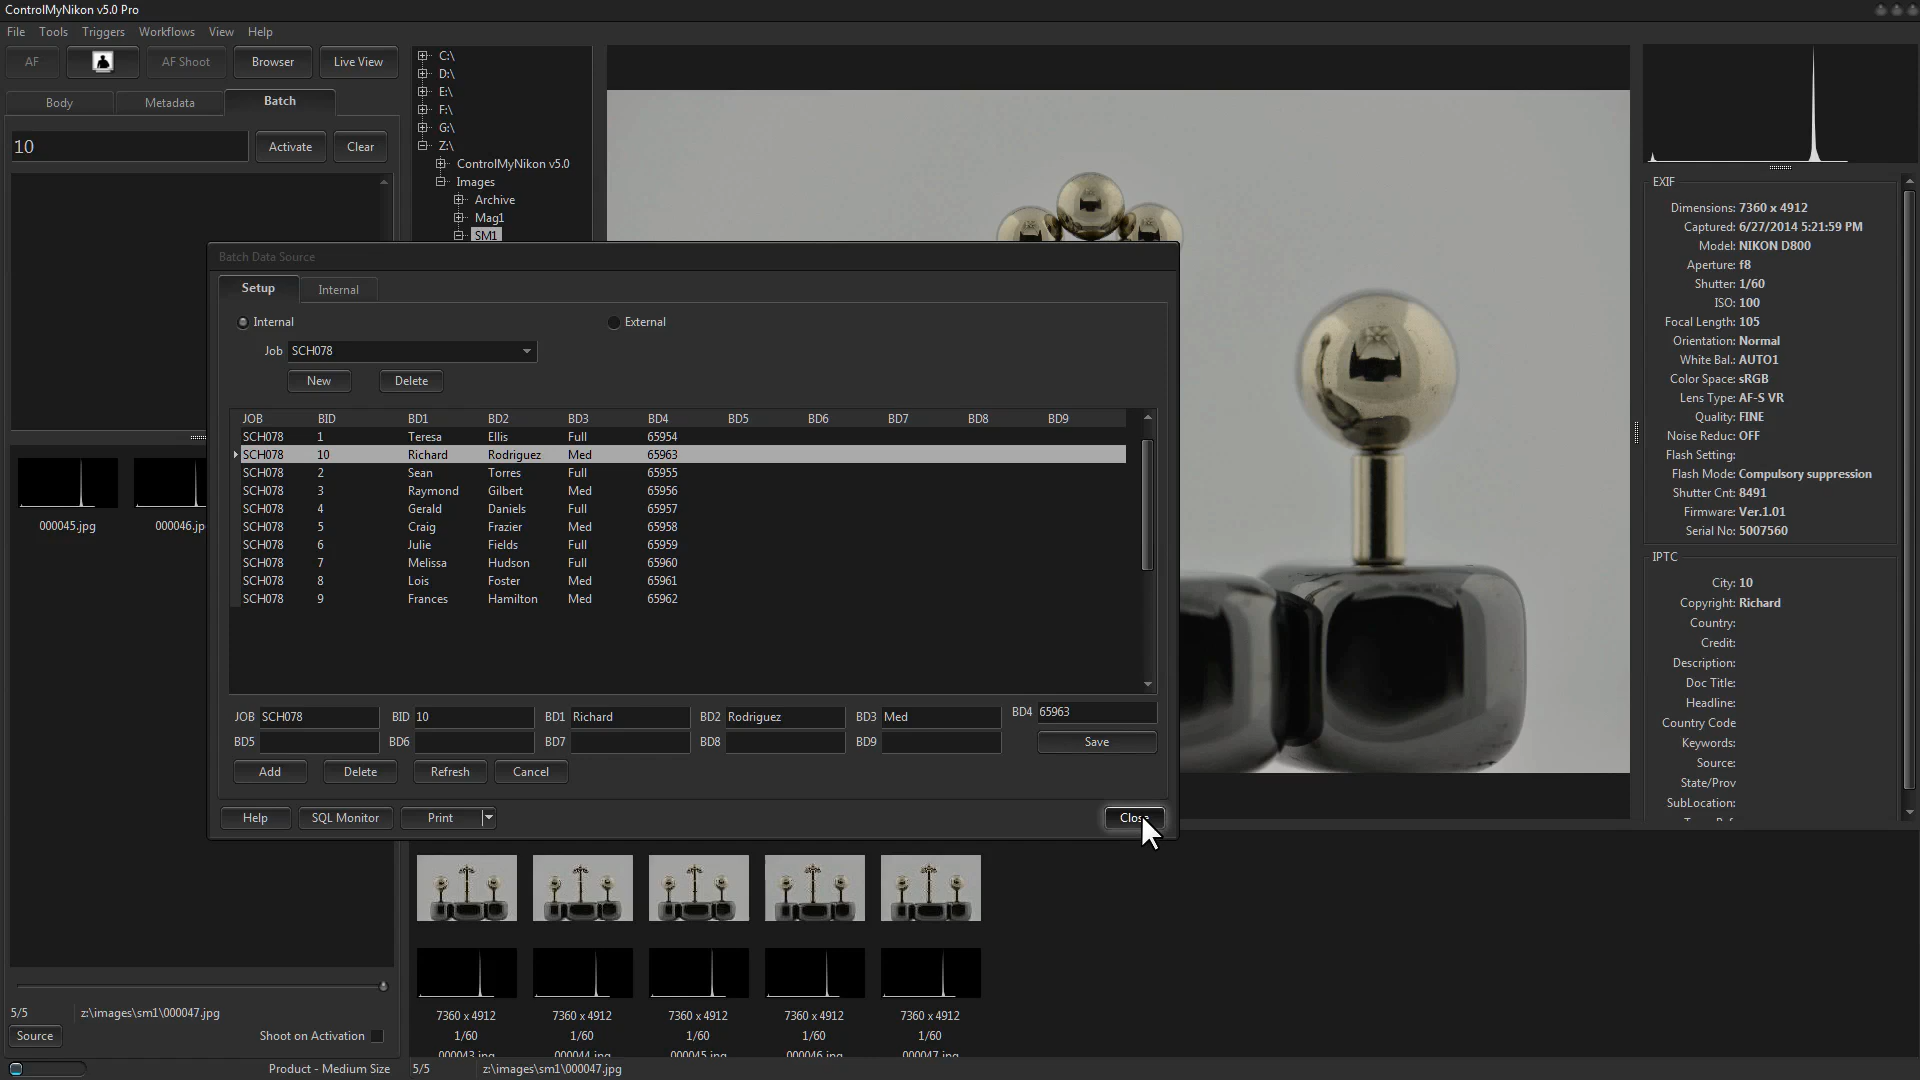 ControlMyNikon v5.0 Pro
File Tools Triggers Workflows View Help
AF AF Shoot Browser Live View
Body Metadata Batch
10 Activate Clear
C:\
D:\
E:\
F:\
G:\
Z:\
ControlMyNikon v5.0
Images
Archive
Mag1
SM1
Batch Data Source
Setup Internal
Internal External
Job SCH078
New Delete
JOB BID BD1 BD2 BD3 BD4 BD5 BD6 BD7 BD8 BD9
SCH078 1 Teresa Ellis Full 65954
SCH078 10 Richard Rodriguez Med 65963
SCH078 2 Sean Torres Full 65955
SCH078 3 Raymond Gilbert Med 65956
SCH078 4 Gerald Daniels Full 65957
SCH078 5 Craig Frazier Med 65958
SCH078 6 Julie Fields Full 65959
SCH078 7 Melissa Hudson Full 65960
SCH078 8 Lois Foster Med 65961
SCH078 9 Frances Hamilton Med 65962
JOB SCH078 BID 10 BD1 Richard BD2 Rodriguez BD3 Med BD4 65963
BD5 BD6 BD7 BD8 BD9 Save
Add Delete Refresh Cancel
Help SQL Monitor Print Close
000045.jpg 000046.jp
EXIF
Dimensions: 7360 x 4912
Captured: 6/27/2014 5:21:59 PM
Model: NIKON D800
Aperture: f8
Shutter: 1/60
ISO: 100
Focal Length: 105
Orientation: Normal
White Bal.: AUTO1
Color Space: sRGB
Lens Type: AF-S VR
Quality: FINE
Noise Reduc: OFF
Flash Setting:
Flash Mode: Compulsory suppression
Shutter Cnt: 8491
Firmware: Ver.1.01
Serial No: 5007560
IPTC
City: 10
Copyright: Richard
Country:
Credit:
Description:
Doc Title:
Headline:
Country Code
Keywords:
Source:
State/Prov
SubLocation:
7360 x 4912 7360 x 4912 7360 x 4912 7360 x 4912 7360 x 4912
1/60 1/60 1/60 1/60 1/60
000043.jpg 000044.jpg 000045.jpg 000046.jpg 000047.jpg
5/5 z:\images\sm1\000047.jpg
Source Shoot on Activation
Product - Medium Size 5/5 z:\images\sm1\000047.jpg